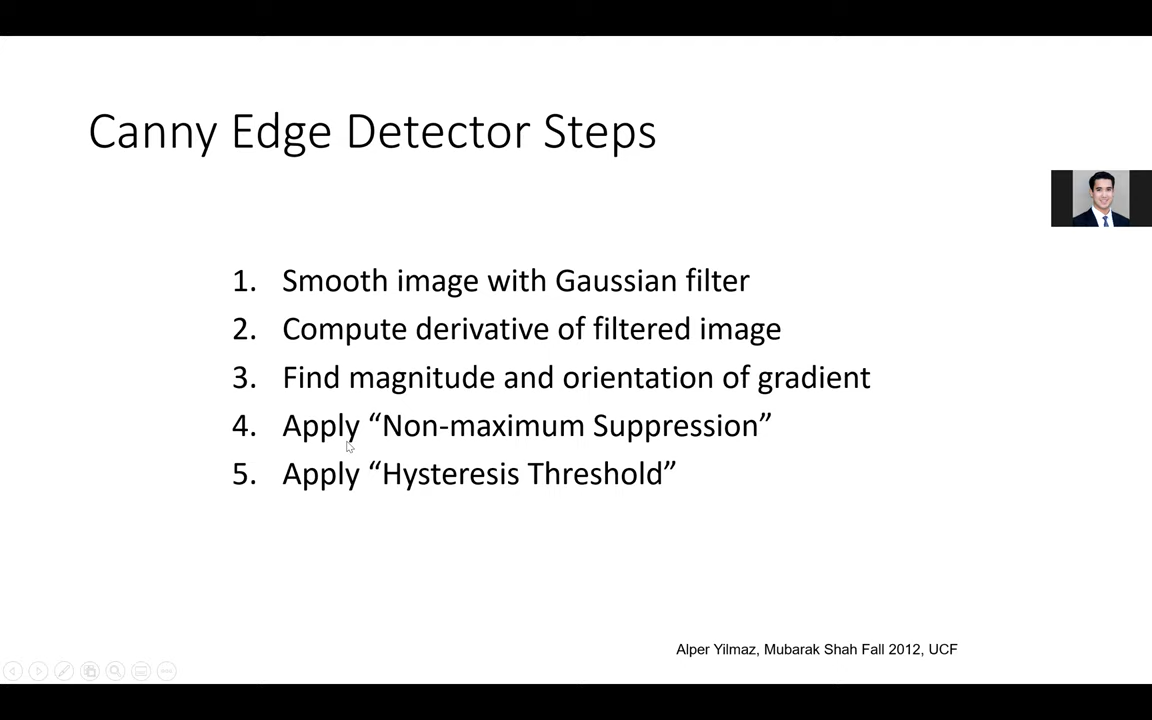 Canny Edge Detector Steps
1. Smooth image with Gaussian filter
2. Compute derivative of filtered image
3. Find magnitude and orientation of gradient
4. Apply “Non-maximum Suppression”
5. Apply “Hysteresis Threshold”
Alper Yilmaz, Mubarak Shah Fall 2012, UCF